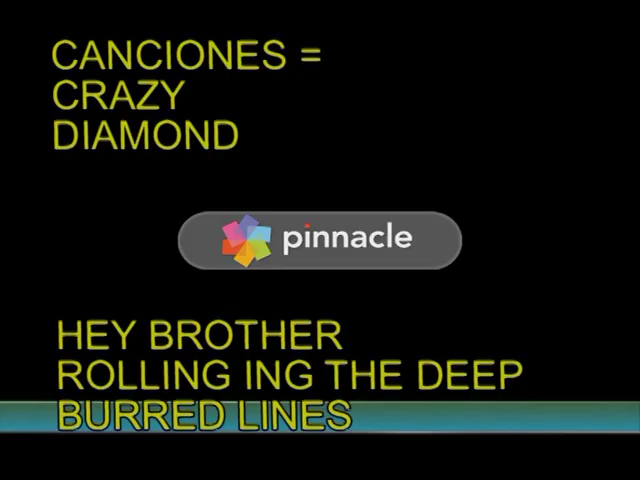 CANCIONES =
CRAZY
DIAMOND
pinnacle
HEY BROTHER
ROLLING ING THE DEEP
BURRED LINES